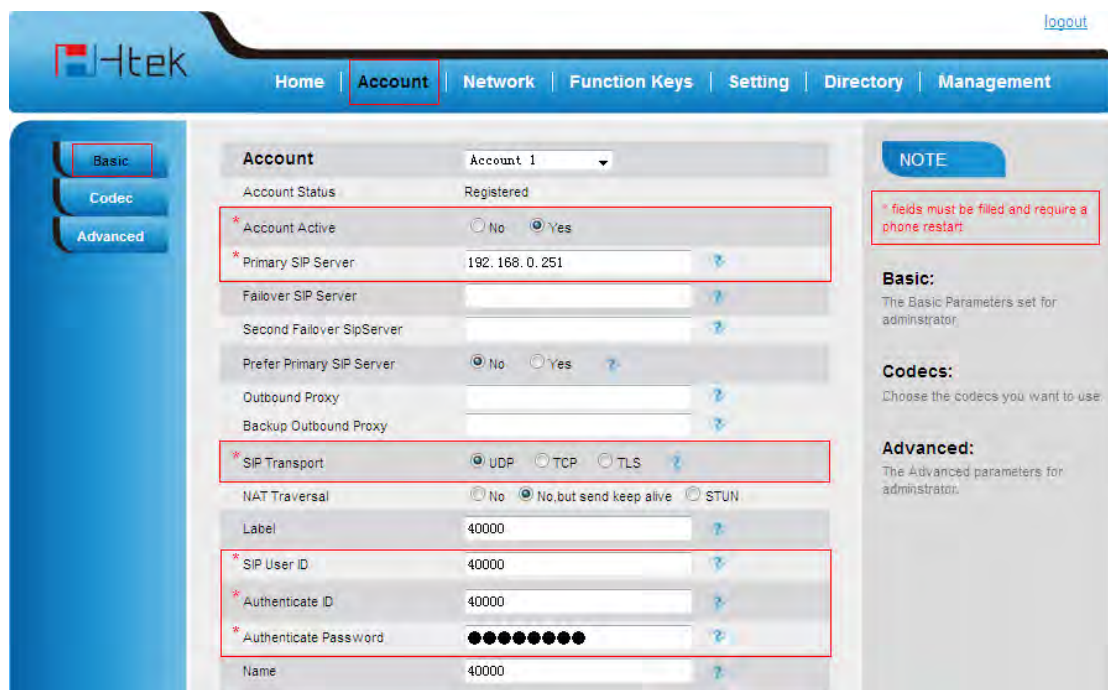 logout
Htek
Home | Account | Network | Function Keys | Setting | Directory | Management
Basic
Codec
Advanced
Account Account 1
Account Status Registered
* Account Active No Yes
* Primary SIP Server 192.168.0.251 ?
Failover SIP Server ?
Second Failover SipServer ?
Prefer Primary SIP Server No Yes ?
Outbound Proxy ?
Backup Outbound Proxy ?
* SIP Transport UDP TCP TLS ?
NAT Traversal No No,but send keep alive STUN
Label 40000 ?
* SIP User ID 40000 ?
* Authenticate ID 40000 ?
* Authenticate Password ●●●●●●●● ?
Name 40000 ?
NOTE
* fields must be filled and require a
phone restart
Basic:
The Basic Parameters set for
adminstrator
Codecs:
Choose the codecs you want to use
Advanced:
The Advanced parameters for
adminstrator.